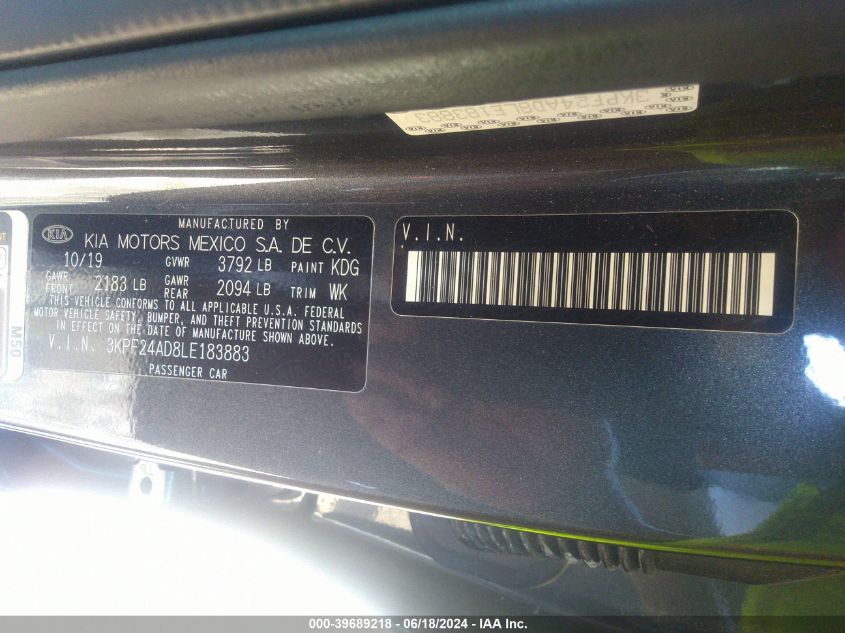 3KPF24AD8LE183883
MANUFACTURED BY
KIA KIA MOTORS MEXICO S.A. DE C.V.
10/19 GVWR 3792 LB PAINT KDG
GAWR FRONT 2183 LB GAWR REAR 2094 LB TRIM WK
THIS VEHICLE CONFORMS TO ALL APPLICABLE U.S.A. FEDERAL
MOTOR VEHICLE SAFETY, BUMPER, AND THEFT PREVENTION STANDARDS
IN EFFECT ON THE DATE OF MANUFACTURE SHOWN ABOVE.
V.I.N. 3KPF24AD8LE183883
PASSENGER CAR
V.I.N.
M50
000-39689218 - 06/18/2024 - IAA Inc.